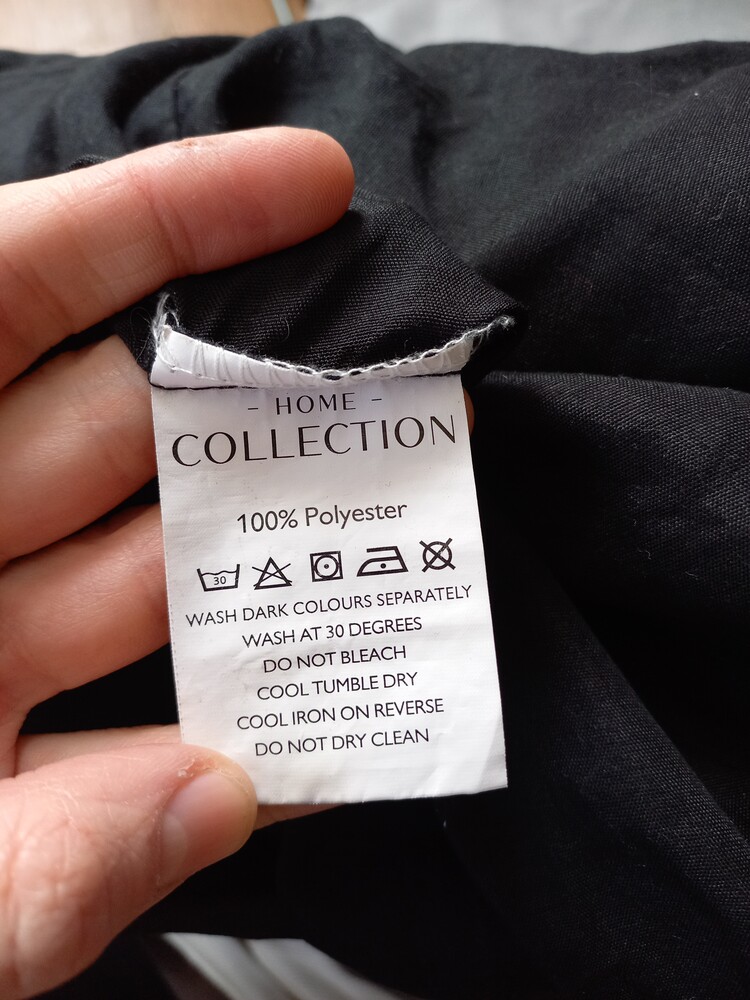 - HOME -
COLLECTION
100% Polyester
30
WASH DARK COLOURS SEPARATELY
WASH AT 30 DEGREES
DO NOT BLEACH
COOL TUMBLE DRY
COOL IRON ON REVERSE
DO NOT DRY CLEAN